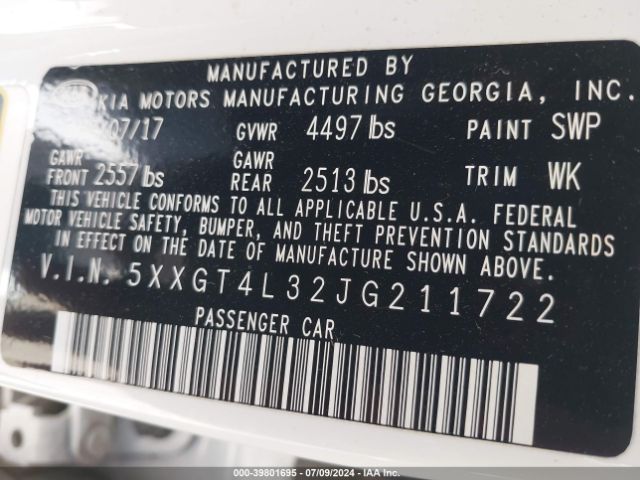 MANUFACTURED BY
KIA MOTORS MANUFACTURING GEORGIA, INC.
07/17 GVWR 4497 lbs PAINT SWP
GAWR FRONT 2557 lbs GAWR REAR 2513 lbs TRIM WK
THIS VEHICLE CONFORMS TO ALL APPLICABLE U.S.A. FEDERAL
MOTOR VEHICLE SAFETY, BUMPER, AND THEFT PREVENTION STANDARDS
IN EFFECT ON THE DATE OF MANUFACTURE SHOWN ABOVE.
V.I.N. 5XXGT4L32JG211722
PASSENGER CAR
000-39801695 - 07/09/2024 - IAA Inc.